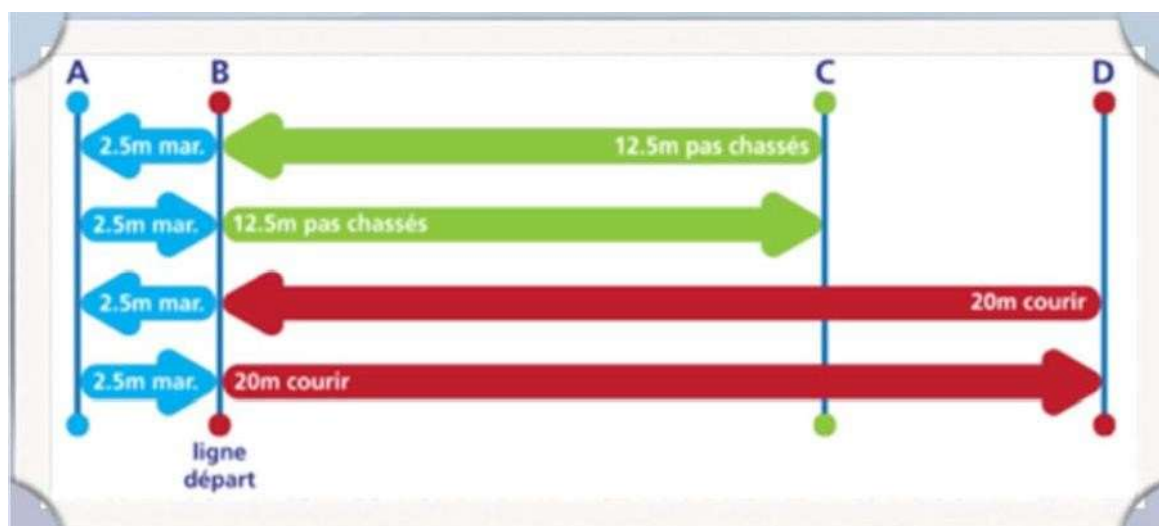 A B C D
2.5m mar. 12.5m pas chassés
2.5m mar. 12.5m pas chassés
2.5m mar. 20m courir
2.5m mar. 20m courir
ligne
départ